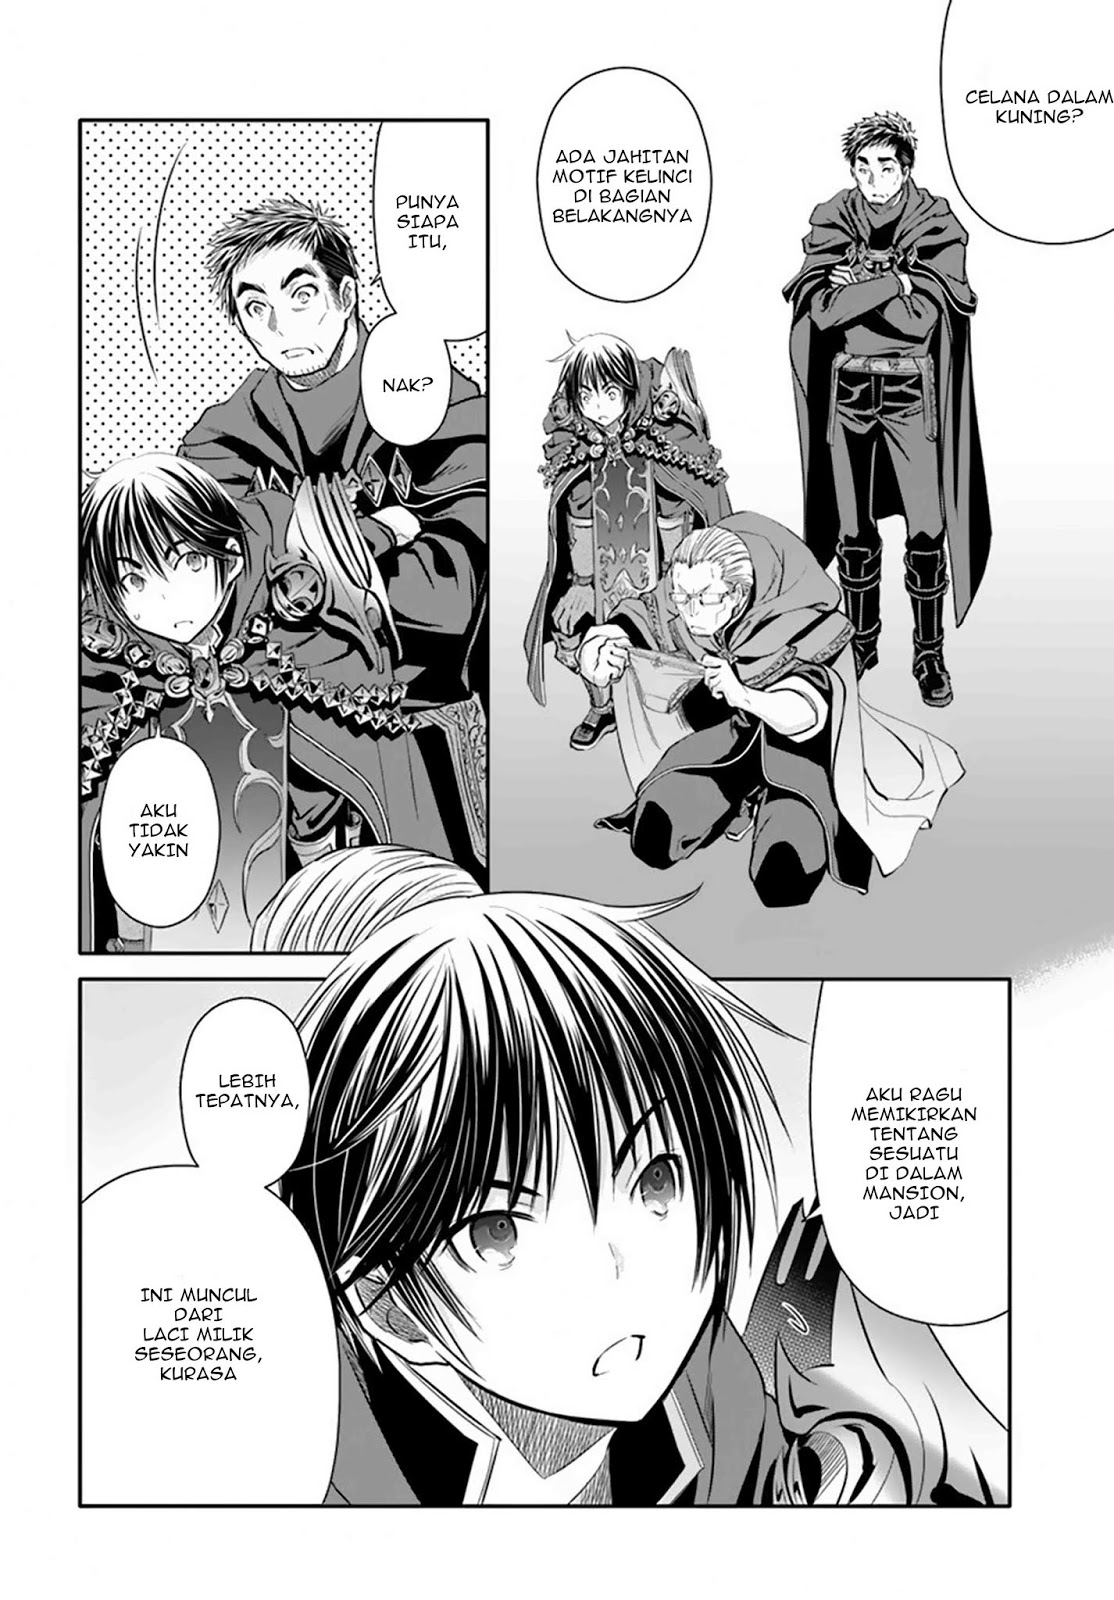 CELANA DALAM
KUNING?
ADA JAHITAN
MOTIF KELINCI
DI BAGIAN
BELAKANGNYA
PUNYA
SIAPA
ITU,
NAK?
AKU
TIDAK
YAKIN
AKU RAGU
MEMIKIRKAN
TENTANG
SESUATU
DI DALAM
MANSION,
JADI
LEBIH
TEPATNYA,
INI MUNCUL
DARI
LACI MILIK
SESEORANG,
KURASA